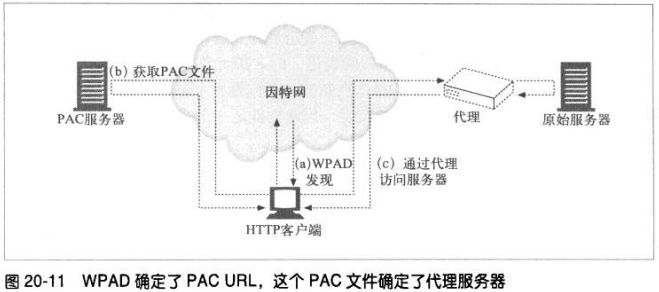 (b) 获取PAC文件
因特网
PAC服务器
代理
原始服务器
(a)WPAD
发现
(c) 通过代理
访问服务器
HTTP客户端
图 20-11 WPAD 确定了 PAC URL，这个 PAC 文件确定了代理服务器